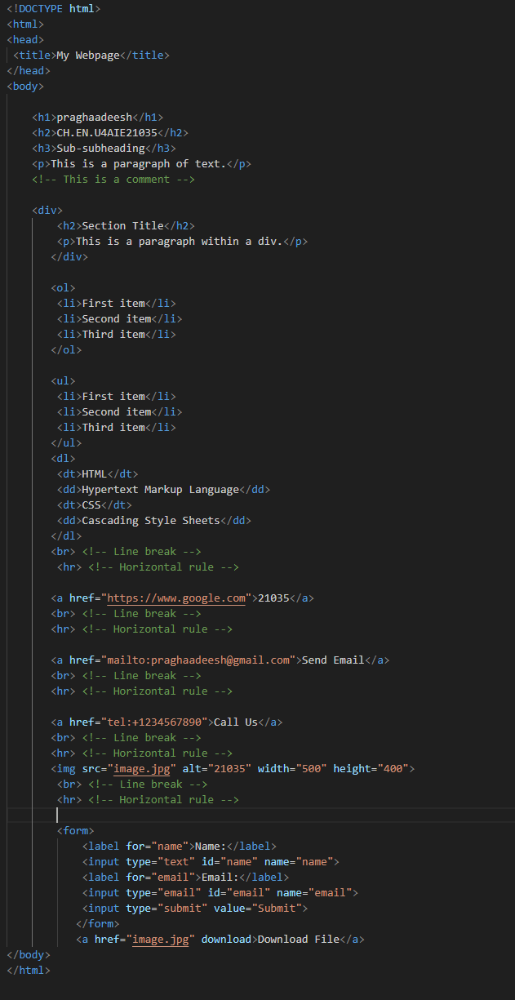 <!DOCTYPE html>
<html>
<head>
<title>My Webpage</title>
</head>
<body>
<h1>praghaadeesh</h1>
<h2>CH.EN.U4AIE21035</h2>
<h3>Sub-subheading</h3>
<p>This is a paragraph of text.</p>
<!-- This is a comment -->
<div>
<h2>Section Title</h2>
<p>This is a paragraph within a div.</p>
</div>
<ol>
<li>First item</li>
<li>Second item</li>
<li>Third item</li>
</ol>
<ul>
<li>First item</li>
<li>Second item</li>
<li>Third item</li>
</ul>
<dl>
<dt>HTML</dt>
<dd>Hypertext Markup Language</dd>
<dt>CSS</dt>
<dd>Cascading Style Sheets</dd>
</dl>
<br> <!-- Line break -->
<hr> <!-- Horizontal rule -->
<a href="https://www.google.com">21035</a>
<br> <!-- Line break -->
<hr> <!-- Horizontal rule -->
<a href="mailto:praghaadeesh@gmail.com">Send Email</a>
<br> <!-- Line break -->
<hr> <!-- Horizontal rule -->
<a href="tel:+1234567890">Call Us</a>
<br> <!-- Line break -->
<hr> <!-- Horizontal rule -->
<img src="image.jpg" alt="21035" width="500" height="400">
<br> <!-- Line break -->
<hr> <!-- Horizontal rule -->
<form>
<label for="name">Name:</label>
<input type="text" id="name" name="name">
<label for="email">Email:</label>
<input type="email" id="email" name="email">
<input type="submit" value="Submit">
</form>
<a href="image.jpg" download>Download File</a>
</body>
</html>